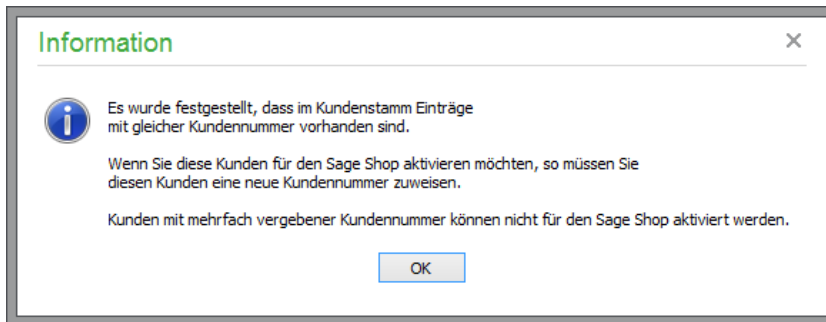 Information
Es wurde festgestellt, dass im Kundenstamm Einträge
mit gleicher Kundennummer vorhanden sind.
Wenn Sie diese Kunden für den Sage Shop aktivieren möchten, so müssen Sie
diesen Kunden eine neue Kundennummer zuweisen.
Kunden mit mehrfach vergebener Kundennummer können nicht für den Sage Shop aktiviert werden.
OK